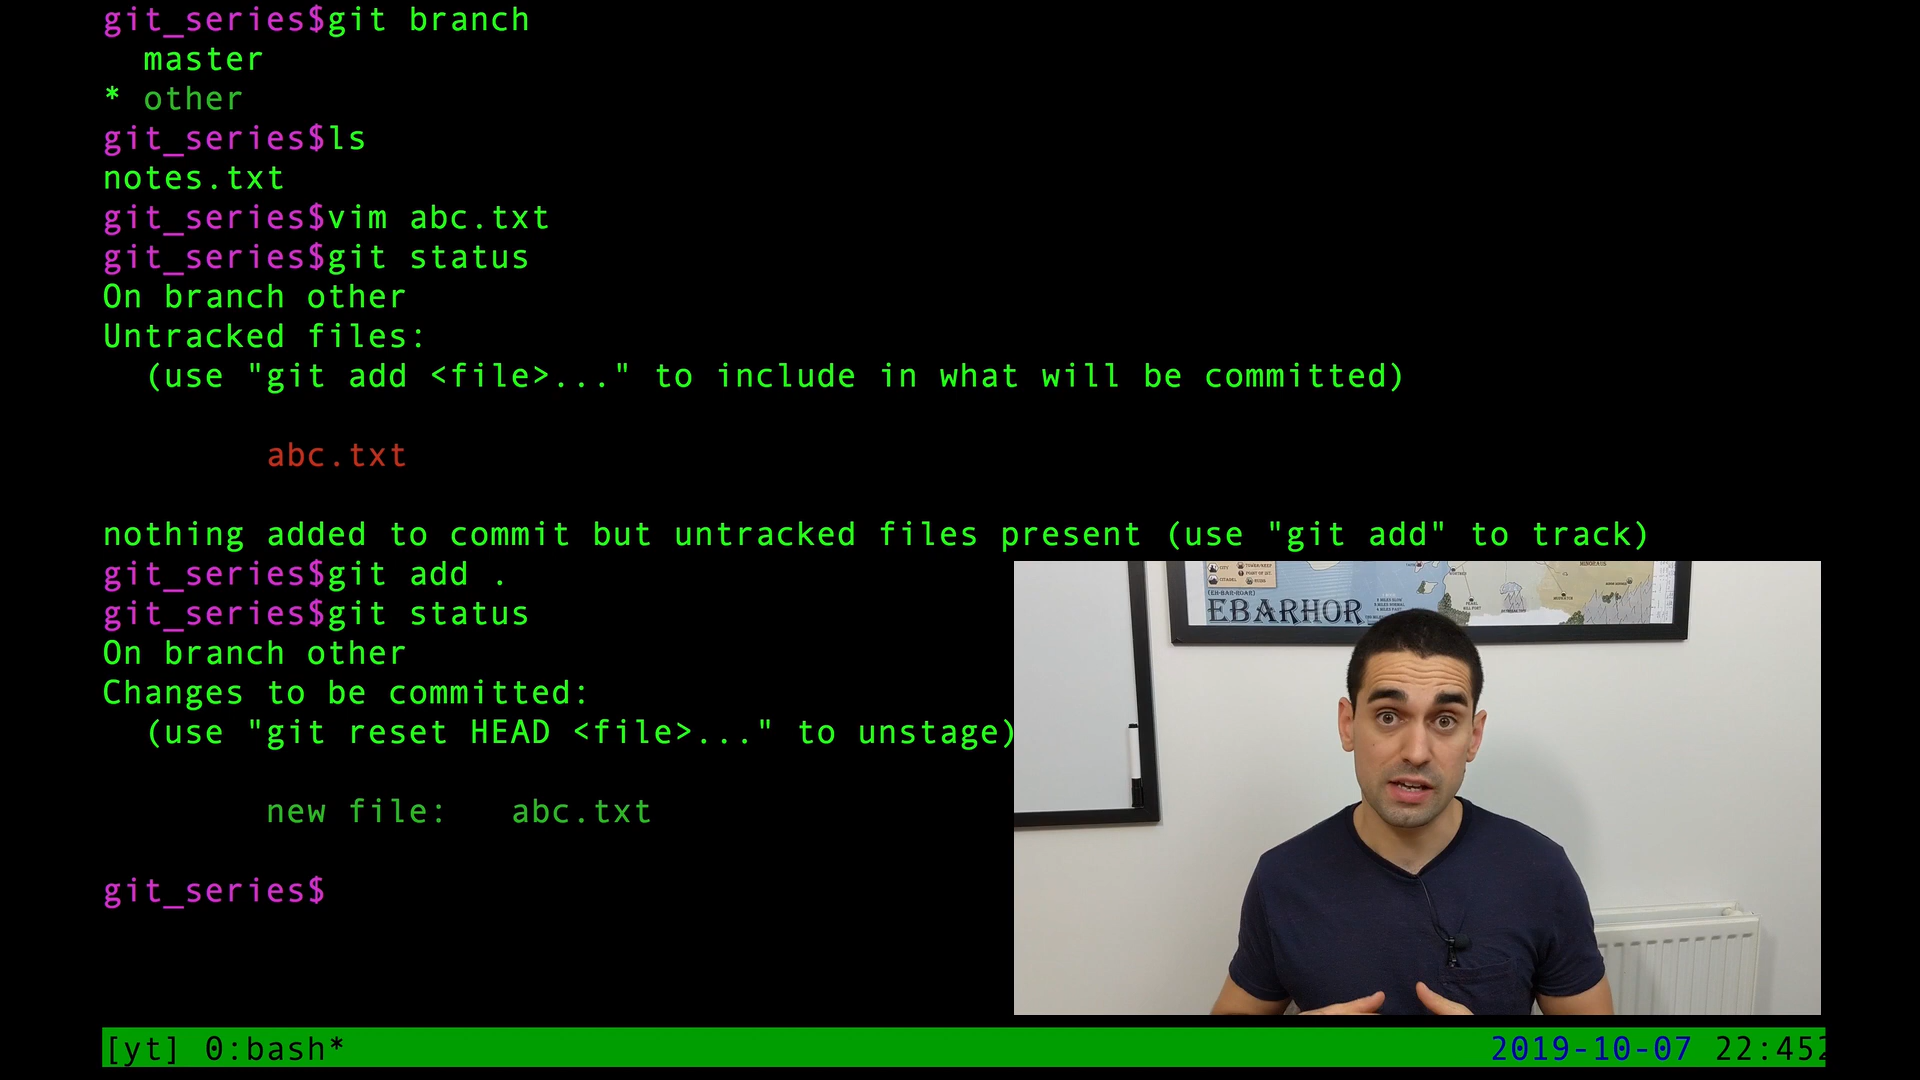 git_series$git branch
  master
* other
git_series$ls
notes.txt
git_series$vim abc.txt
git_series$git status
On branch other
Untracked files:
  (use "git add <file>..." to include in what will be committed)
        abc.txt
nothing added to commit but untracked files present (use "git add" to track)
git_series$git add .
git_series$git status
On branch other
Changes to be committed:
  (use "git reset HEAD <file>..." to unstage)
        new file:   abc.txt
git_series$
EBARHOR
[yt] 0:bash*
2019-10-07 22:452